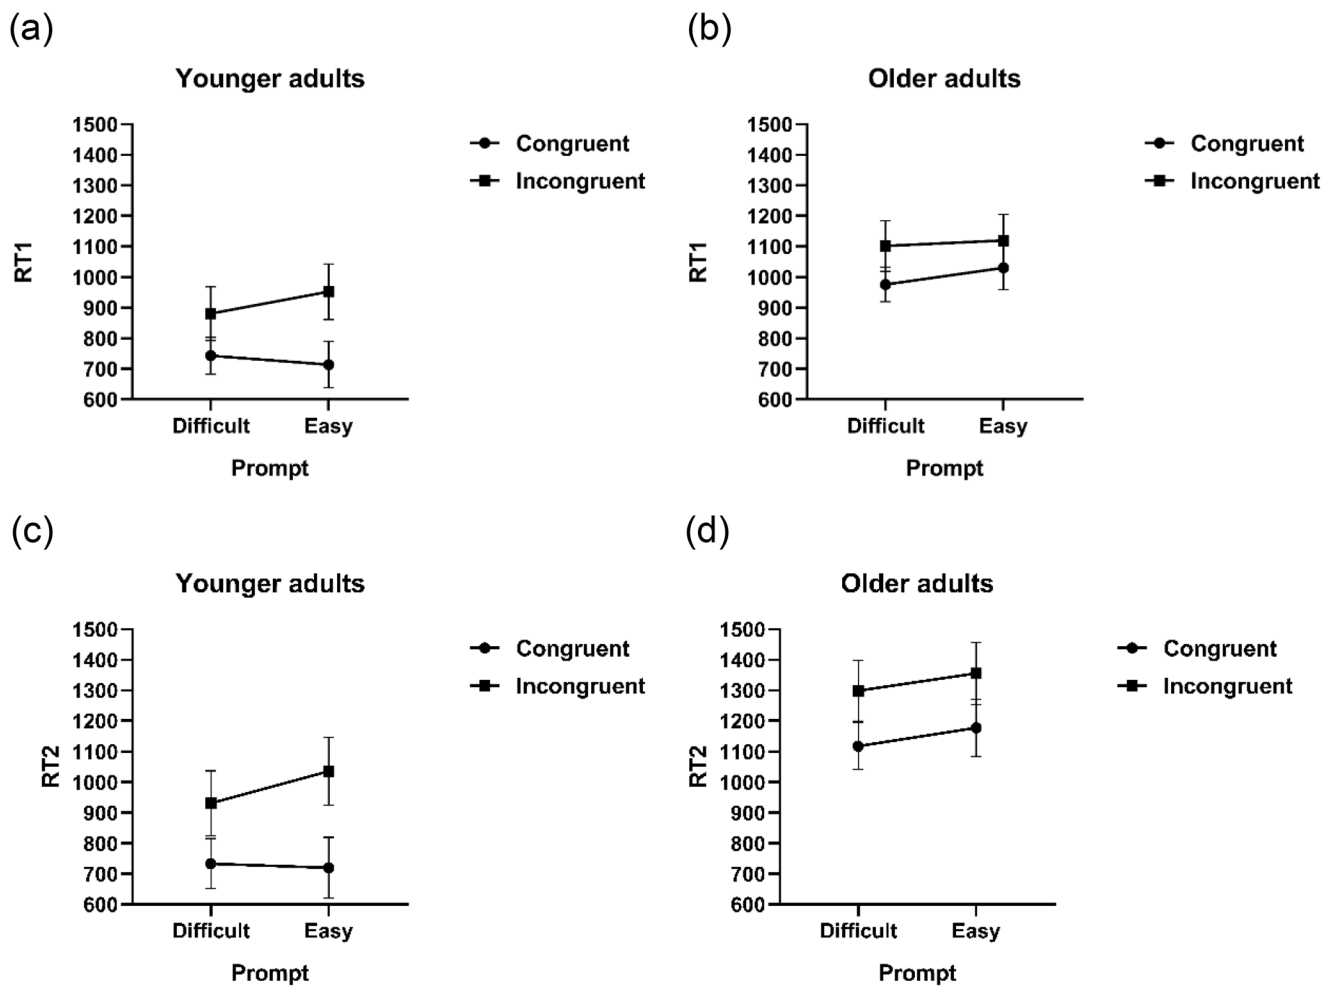 (a)
Younger adults
1500
1400
1300
1200
1100
1000
900
800
700
600
RT1
Difficult Easy
Prompt
Congruent
Incongruent
(b)
Older adults
1500
1400
1300
1200
1100
1000
900
800
700
600
RT1
Difficult Easy
Prompt
Congruent
Incongruent
(c)
Younger adults
1500
1400
1300
1200
1100
1000
900
800
700
600
RT2
Difficult Easy
Prompt
Congruent
Incongruent
(d)
Older adults
1500
1400
1300
1200
1100
1000
900
800
700
600
RT2
Difficult Easy
Prompt
Congruent
Incongruent